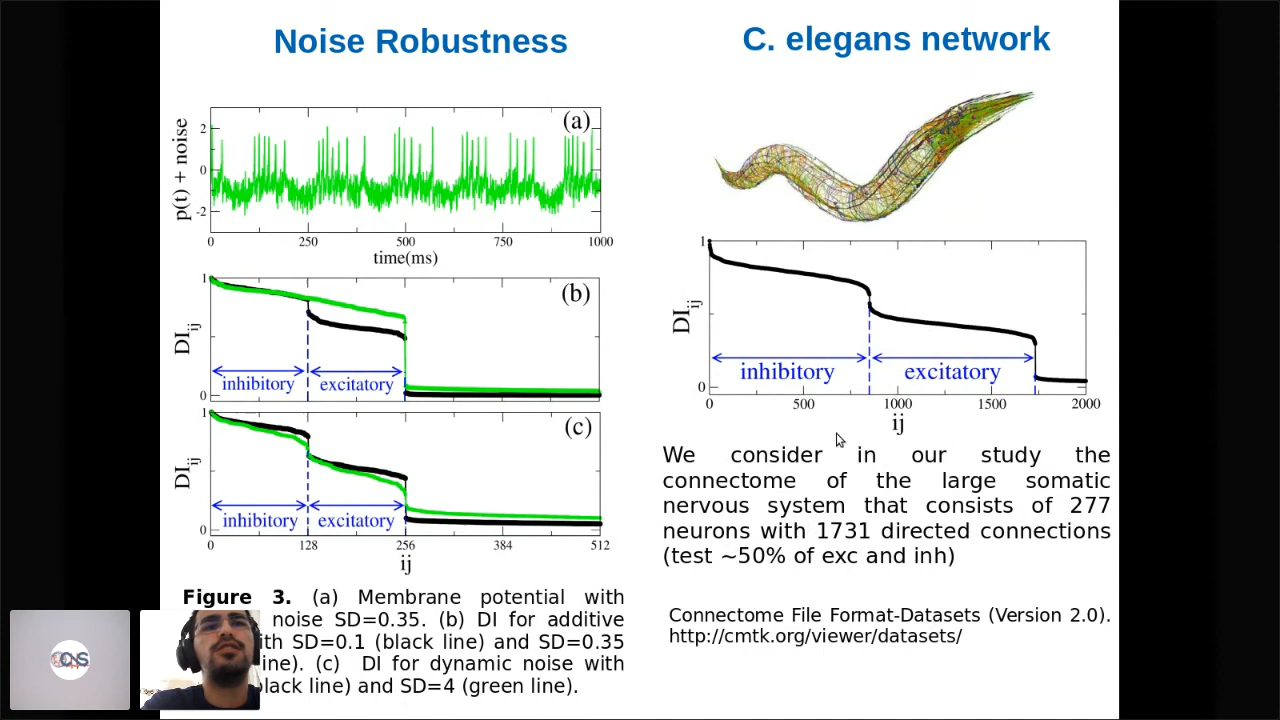 Noise Robustness
(a)
p(t) + noise
2
0
-2
0 250 500 750 1000
time(ms)
1
(b)
DIij
inhibitory excitatory
0
1
(c)
DIij
inhibitory excitatory
0
0 128 256 384 512
ij
Figure 3. (a) Membrane potential with
noise SD=0.35. (b) DI for additive
SD=0.1 (black line) and SD=0.35
(c) DI for dynamic noise with
line) and SD=4 (green line).
C. elegans network
1
DIij
inhibitory excitatory
0
0 500 1000 1500 2000
ij
We consider in our study the
connectome of the large somatic
nervous system that consists of 277
neurons with 1731 directed connections
(test ~50% of exc and inh)
Connectome File Format-Datasets (Version 2.0).
http://cmtk.org/viewer/datasets/